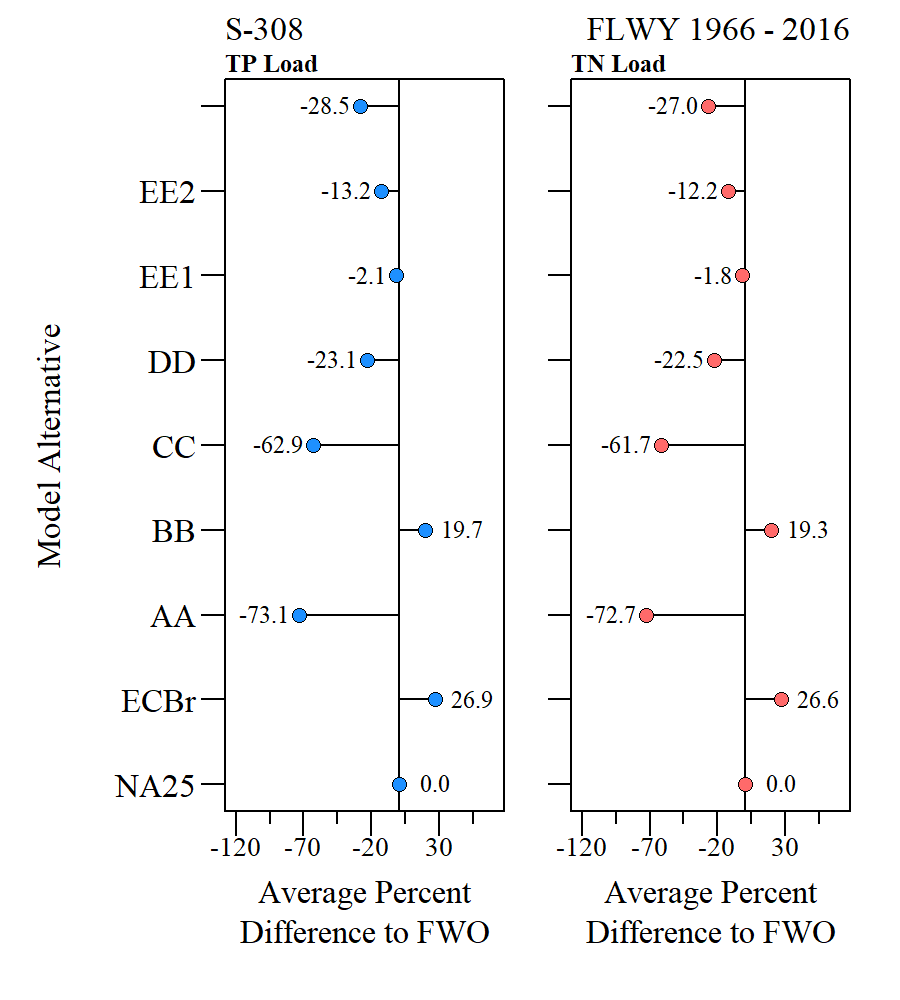 S-308
FLWY 1966 - 2016
TP Load
TN Load
-28.5
-27.0
EE2
-13.2
-12.2
EE1
-2.1
-1.8
DD
-23.1
-22.5
CC
-62.9
-61.7
BB
19.7
19.3
AA
-73.1
-72.7
ECBr
26.9
26.6
NA25
0.0
0.0
Model Alternative
-120 -70 -20 30
-120 -70 -20 30
Average Percent
Difference to FWO
Average Percent
Difference to FWO